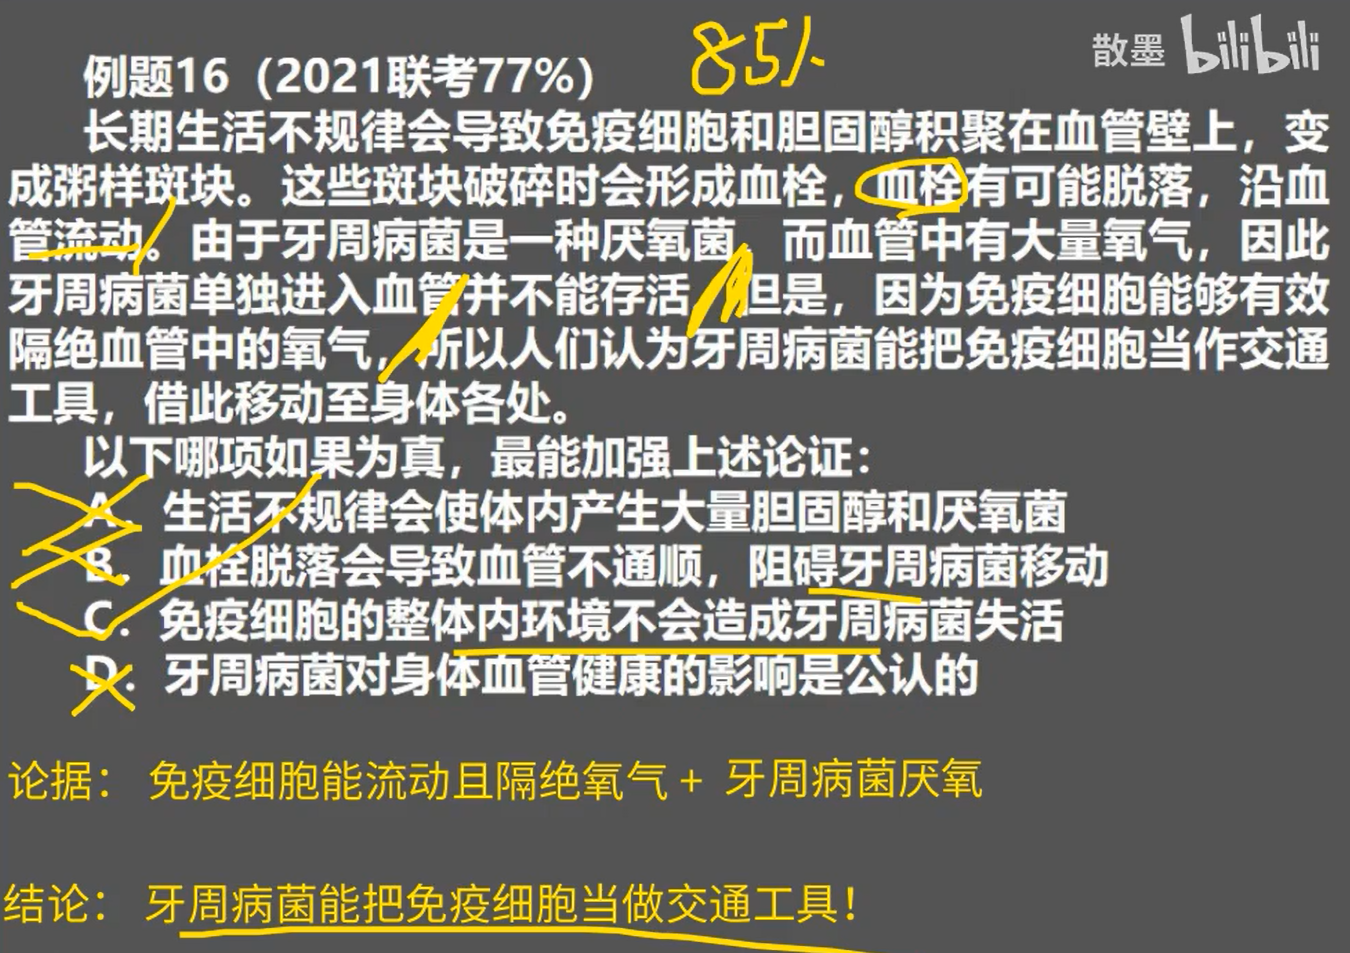 85%
散墨 bilibili
例题16（2021联考77%）
长期生活不规律会导致免疫细胞和胆固醇积聚在血管壁上，变
成粥样斑块。这些斑块破碎时会形成血栓，血栓有可能脱落，沿血
管流动。由于牙周病菌是一种厌氧菌，而血管中有大量氧气，因此
牙周病菌单独进入血管并不能存活。但是，因为免疫细胞能够有效
隔绝血管中的氧气，所以人们认为牙周病菌能把免疫细胞当作交通
工具，借此移动至身体各处。
以下哪项如果为真，最能加强上述论证：
A．生活不规律会使体内产生大量胆固醇和厌氧菌
B．血栓脱落会导致血管不通顺，阻碍牙周病菌移动
C．免疫细胞的整体内环境不会造成牙周病菌失活
D．牙周病菌对身体血管健康的影响是公认的
论据： 免疫细胞能流动且隔绝氧气+ 牙周病菌厌氧
结论： 牙周病菌能把免疫细胞当做交通工具！